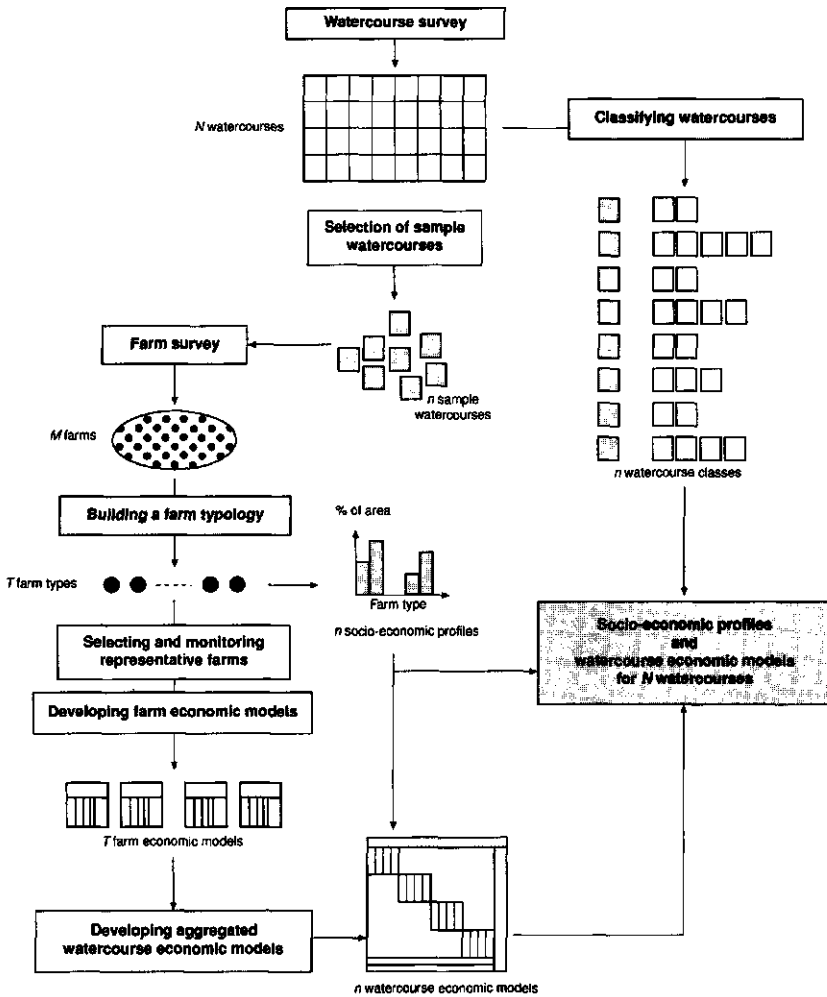 Watercourse survey
N watercourses
Classifying watercourses
Selection of sample
watercourses
Farm survey
n sample
watercourses
M farms
n watercourse classes
Building a farm typology
% of area
T farm types
Farm type
n socio-economic profiles
Socio-economic profiles
and
watercourse economic models
for N watercourses
Selecting and monitoring
representative farms
Developing farm economic models
T farm economic models
Developing aggregated
watercourse economic models
n watercourse economic models